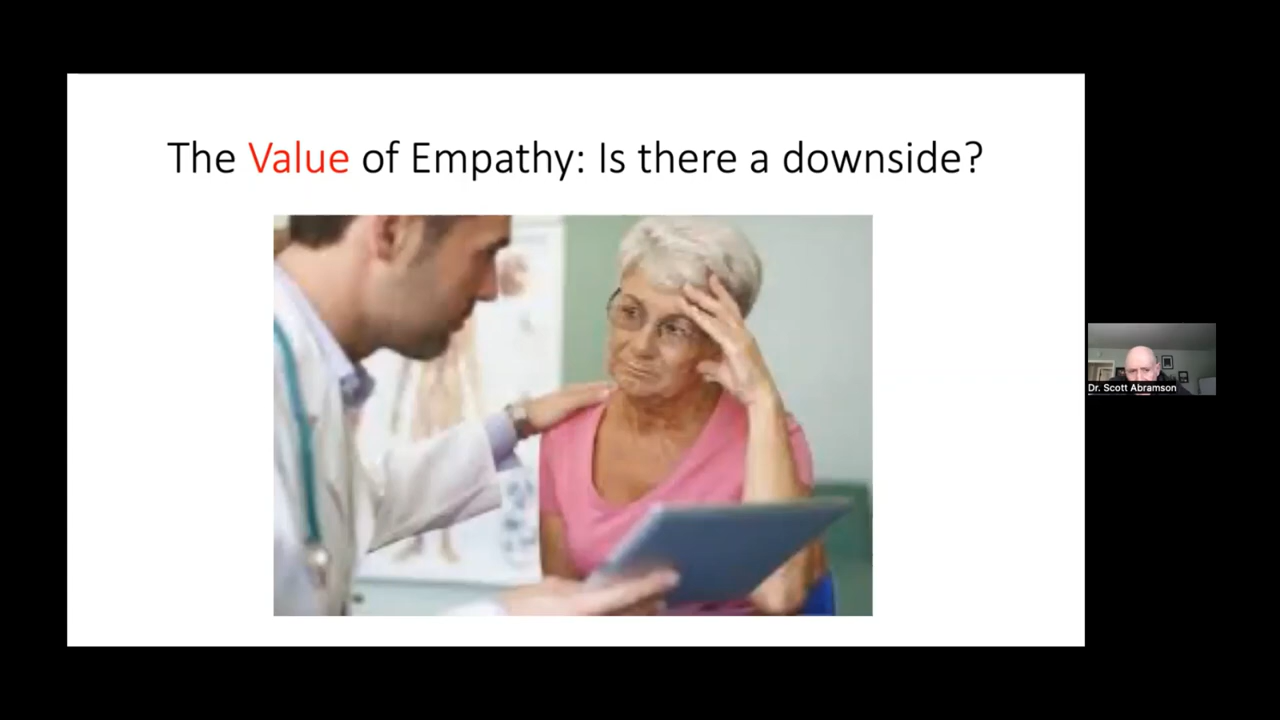 The Value of Empathy: Is there a downside?
Dr. Scott Abramson